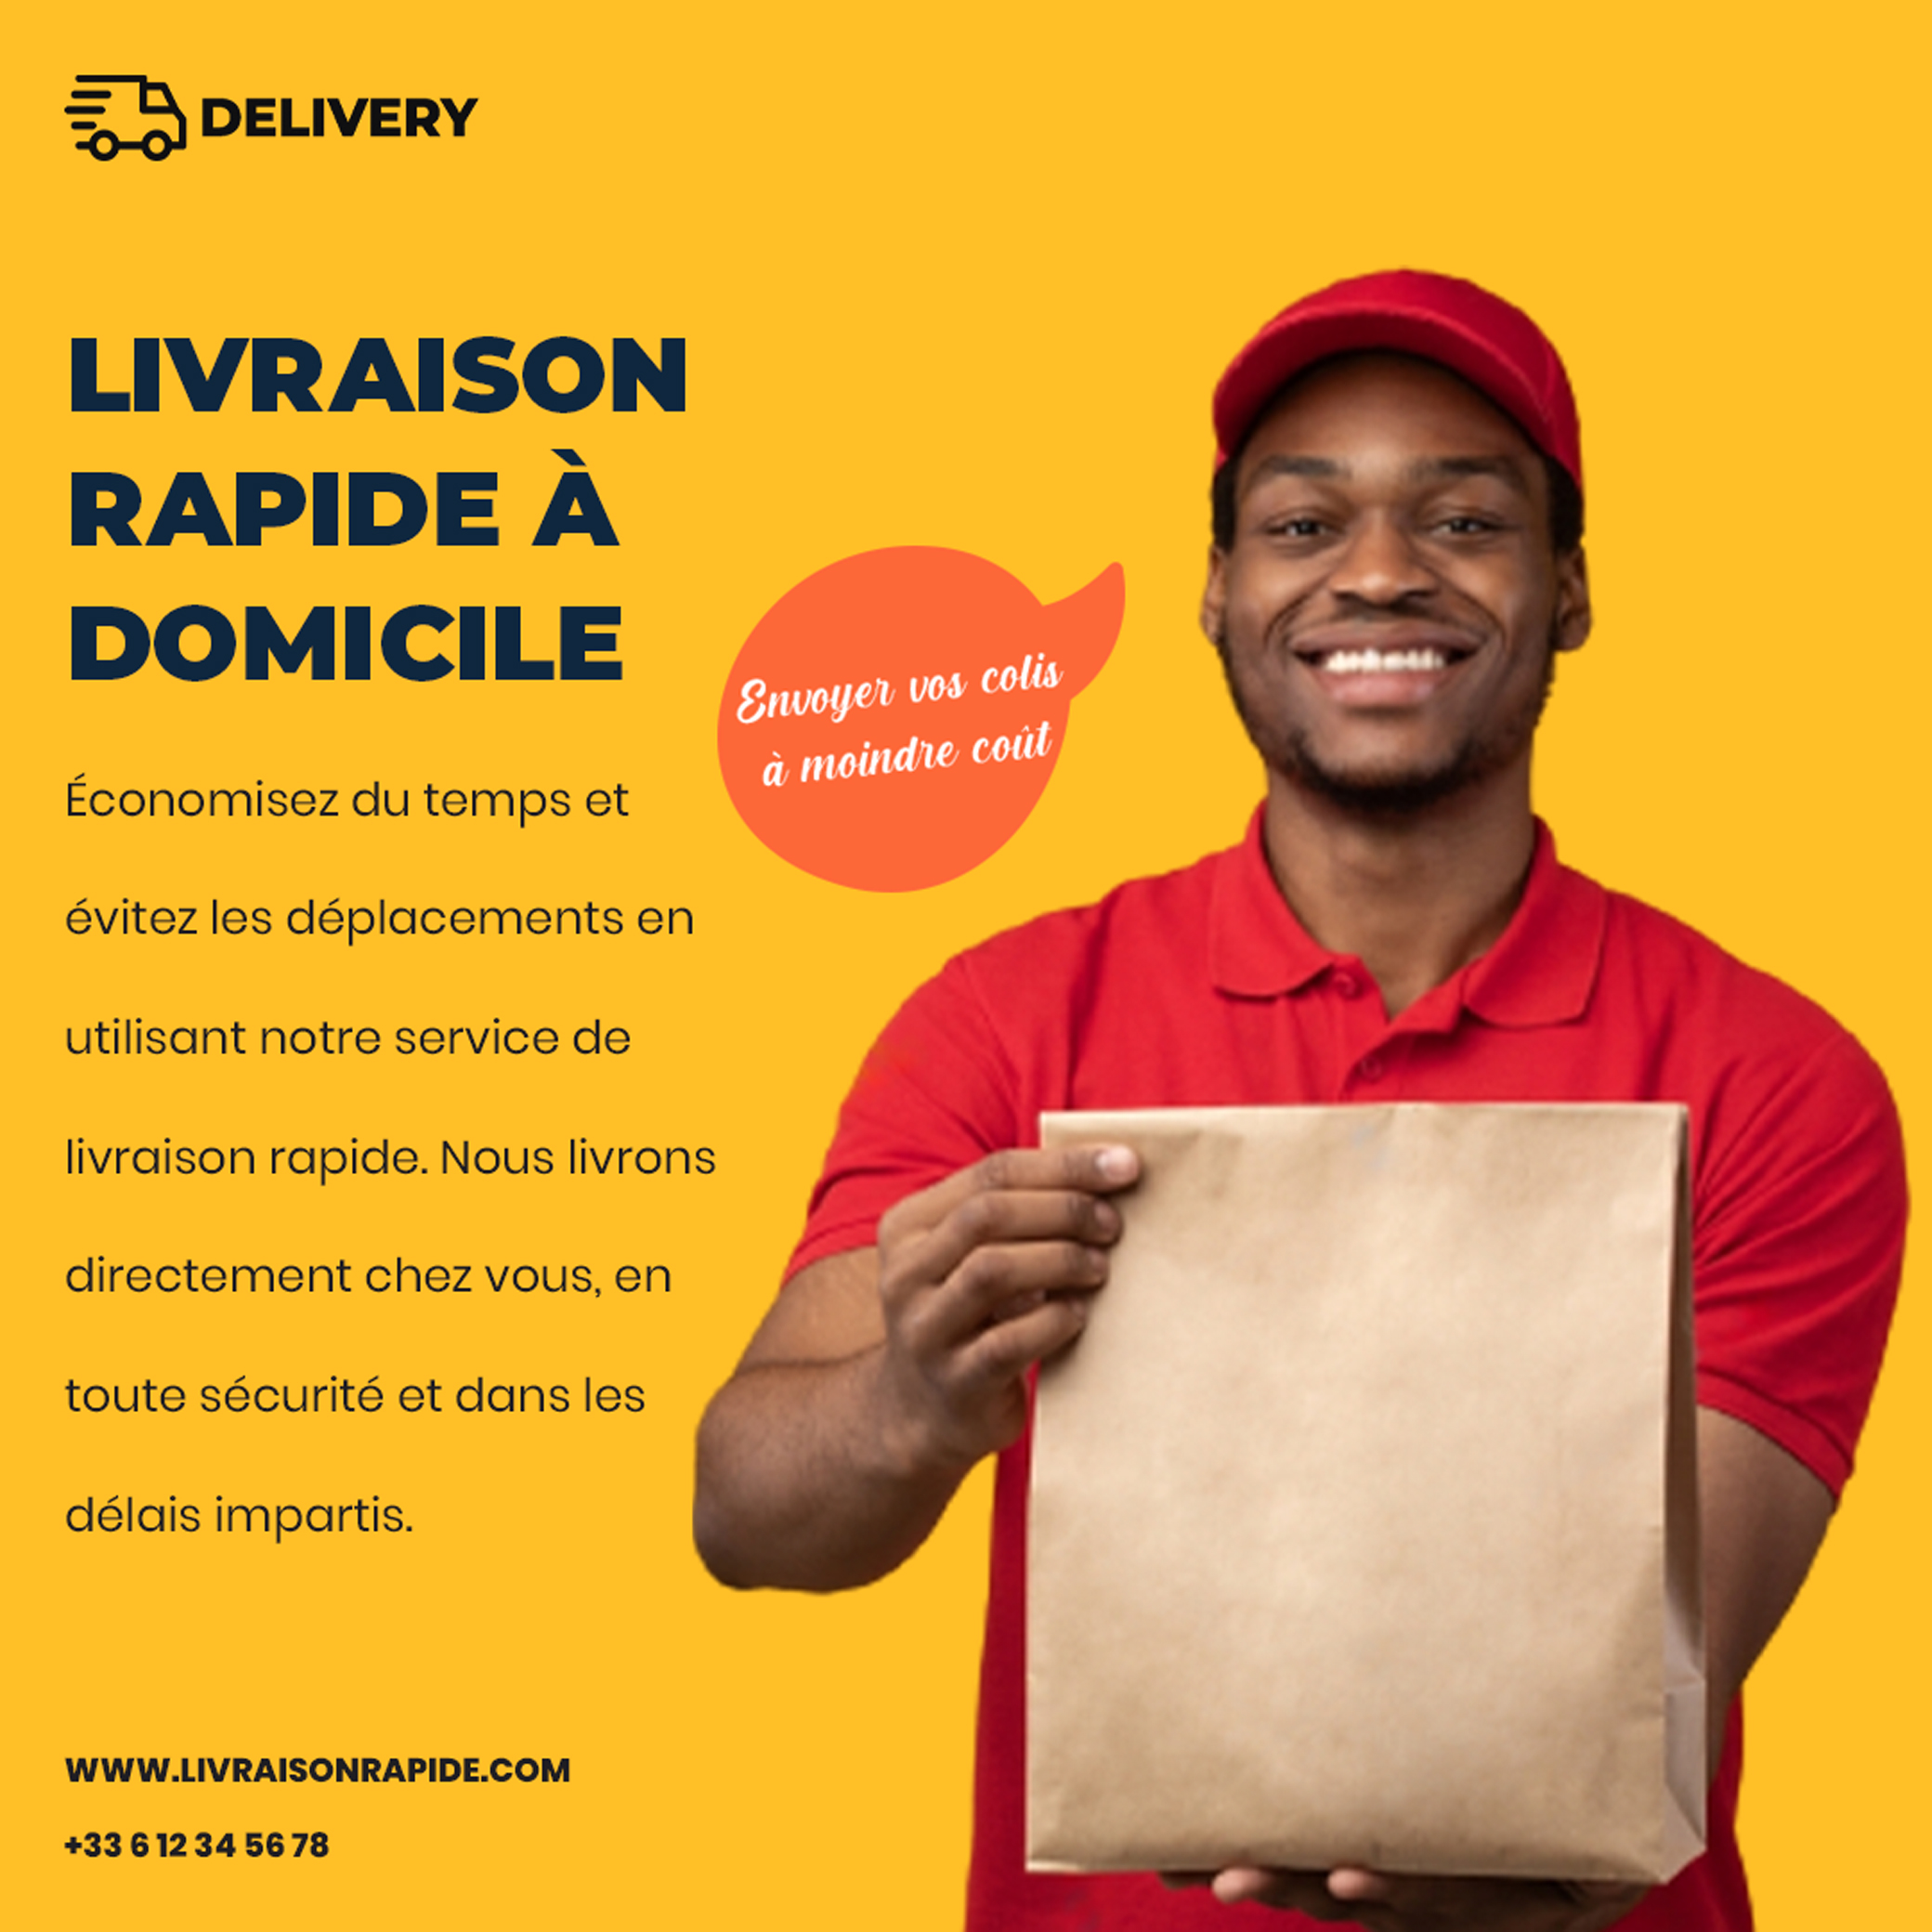 DELIVERY
LIVRAISON
RAPIDE À
DOMICILE
Envoyer vos colis
à moindre coût
Économisez du temps et
évitez les déplacements en
utilisant notre service de
livraison rapide. Nous livrons
directement chez vous, en
toute sécurité et dans les
délais impartis.
WWW.LIVRAISONRAPIDE.COM
+33 6 12 34 56 78